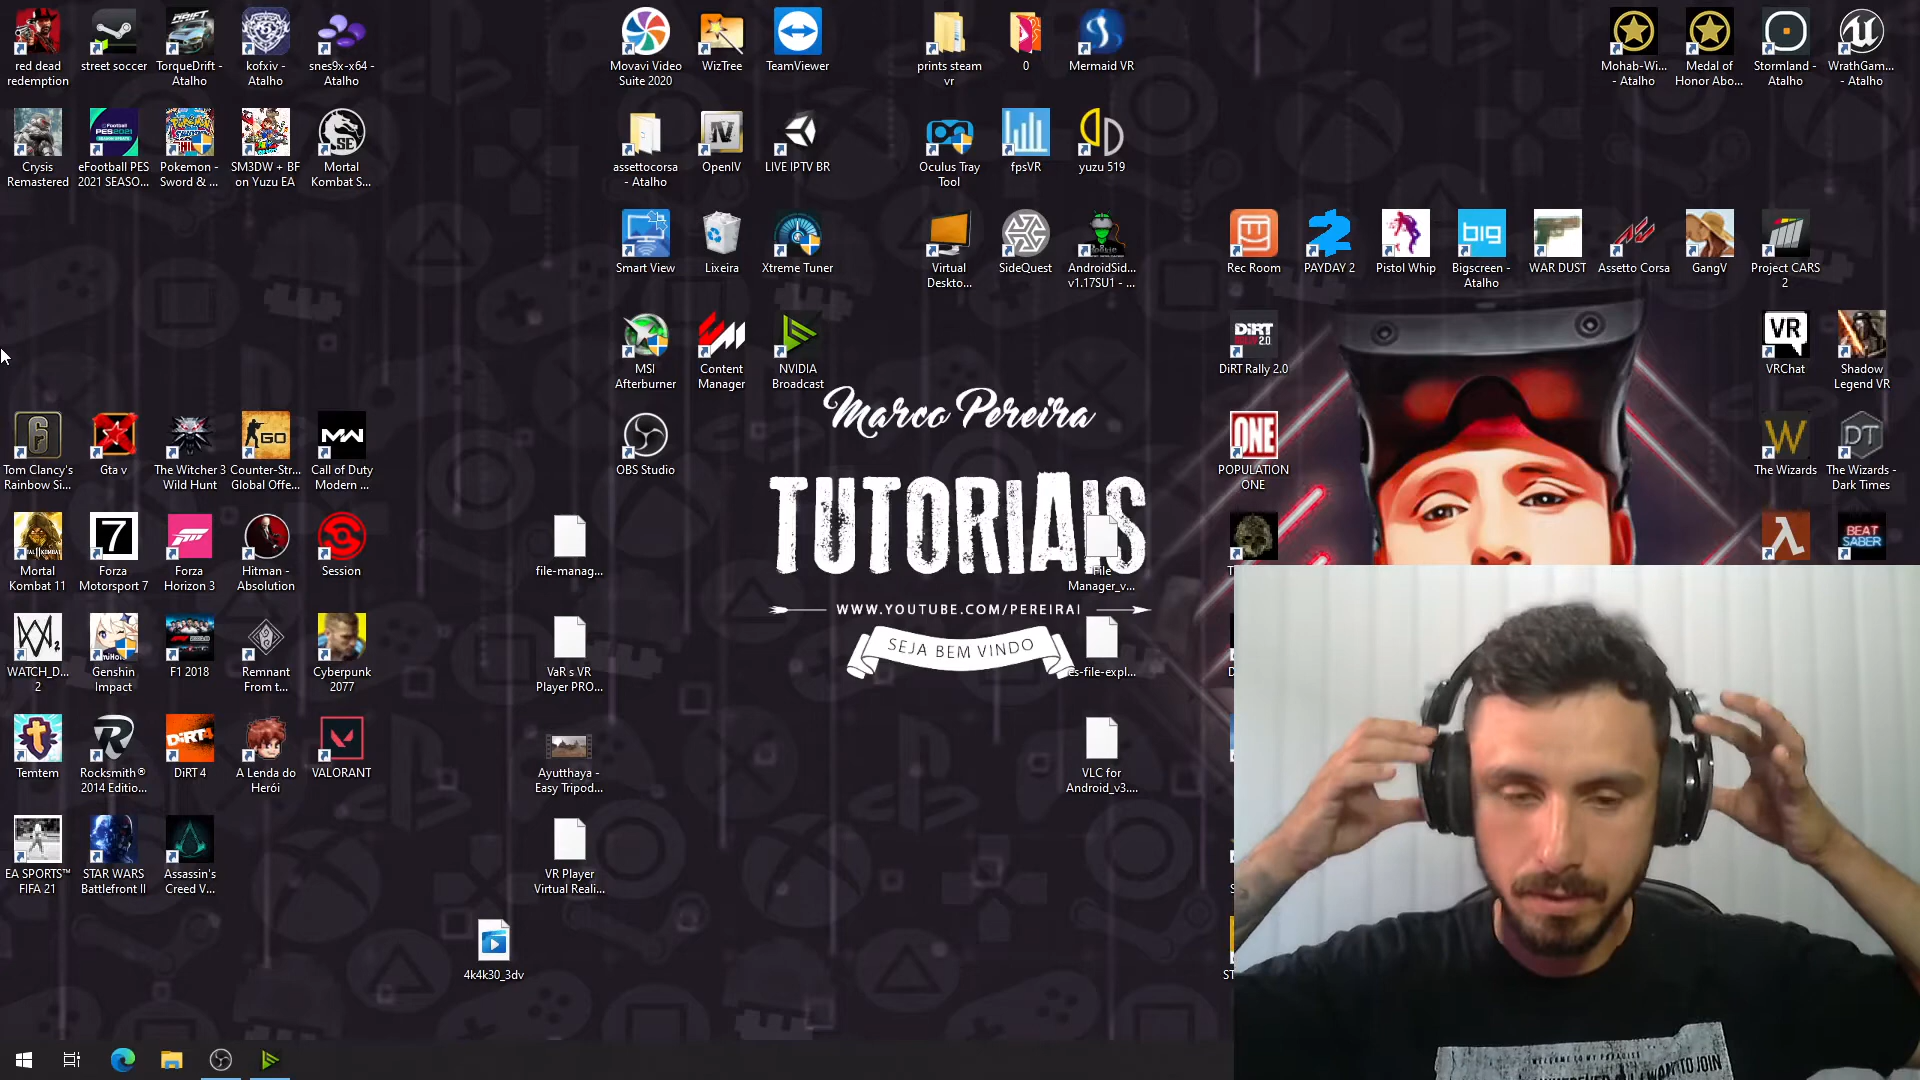 red dead
redemption
street soccer
TorqueDrift -
Atalho
kofxiv -
Atalho
snes9x-x64 -
Atalho
Movavi Video
Suite 2020
WizTree
TeamViewer
prints steam
vr
0
Mermaid VR
Mohab-Wi...
- Atalho
Medal of
Honor Abo...
Stormland -
Atalho
WrathGam...
- Atalho
Crysis
Remastered
eFootball PES
2021 SEASO...
Pokemon -
Sword & ...
SM3DW + BF
on Yuzu EA
Mortal
Kombat S...
assettocorsa
- Atalho
OpenIV
LIVE IPTV BR
Oculus Tray
Tool
fpsVR
yuzu 519
Smart View
Lixeira
Xtreme Tuner
Virtual
Deskto...
SideQuest
AndroidSid...
v1.17SU1 - ...
Rec Room
PAYDAY 2
Pistol Whip
Bigscreen -
Atalho
WAR DUST
Assetto Corsa
GangV
Project CARS
2
MSI
Afterburner
Content
Manager
NVIDIA
Broadcast
DiRT Rally 2.0
VRChat
Shadow
Legend VR
Marco Pereira
Tom Clancy's
Rainbow Si...
Gta v
The Witcher 3
Wild Hunt
Counter-Str...
Global Offe...
Call of Duty
Modern ...
OBS Studio
POPULATION
ONE
The Wizards
The Wizards -
Dark Times
TUTORIAIS
Mortal
Kombat 11
Forza
Motorsport 7
Forza
Horizon 3
Hitman -
Absolution
Session
file-manag...
File
Manager_v...
BEAT
SABER
WWW.YOUTUBE.COM/PEREIRA1
SEJA BEM VINDO
WATCH_D...
2
Genshin
Impact
F1 2018
Remnant
From t...
Cyberpunk
2077
VaR s VR
Player PRO...
es-file-expl...
Temtem
Rocksmith®
2014 Editio...
DiRT 4
A Lenda do
Herói
VALORANT
Ayutthaya -
Easy Tripod...
VLC for
Android_v3....
EA SPORTS™
FIFA 21
STAR WARS
Battlefront II
Assassin's
Creed V...
VR Player
Virtual Reali...
4k4k30_3dv
WELCOME TO MY PARADISE